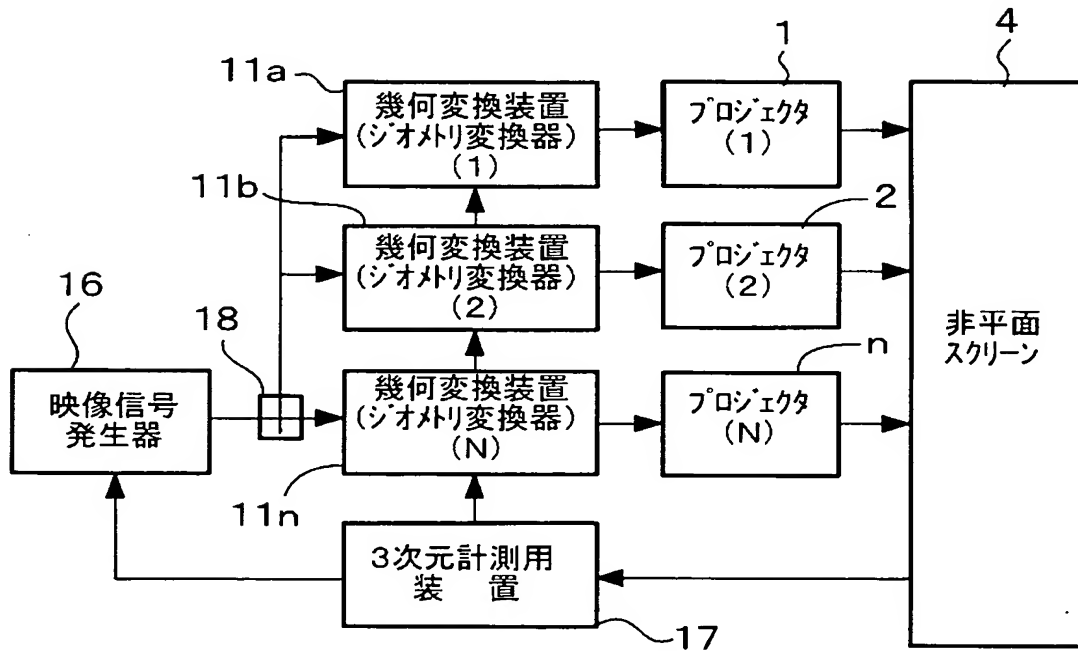 1
4
11a
幾何変換装置
(ジオメトリ変換器)
(1)
プロジェクタ
(1)
11b
2
幾何変換装置
(ジオメトリ変換器)
(2)
プロジェクタ
(2)
16
18
非平面
スクリーン
n
映像信号
発生器
幾何変換装置
(ジオメトリ変換器)
(N)
プロジェクタ
(N)
11n
3次元計測用
装 置
17